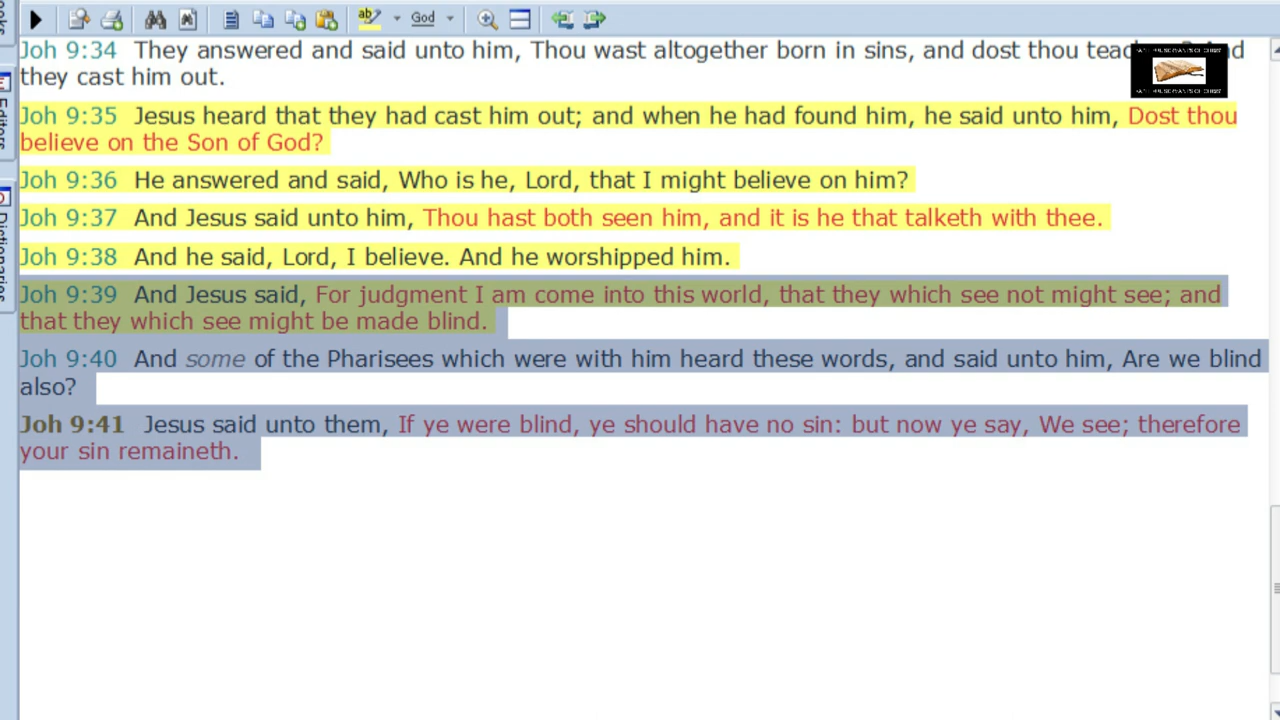 God
Joh 9:34 They answered and said unto him, Thou wast altogether born in sins, and dost thou
they cast him out.
Joh 9:35 Jesus heard that they had cast him out; and when he had found him, he said unto him, Dost thou
believe on the Son of God?
Joh 9:36 He answered and said, Who is he, Lord, that I might believe on him?
Joh 9:37 And Jesus said unto him, Thou hast both seen him, and it is he that talketh with thee.
Joh 9:38 And he said, Lord, I believe. And he worshipped him.
Joh 9:39 And Jesus said, For judgment I am come into this world, that they which see not might see; and
that they which see might be made blind.
Joh 9:40 And some of the Pharisees which were with him heard these words, and said unto him, Are we blind
also?
Joh 9:41 Jesus said unto them, If ye were blind, ye should have no sin: but now ye say, We see; therefore
your sin remaineth.
Editors
Dictionaries